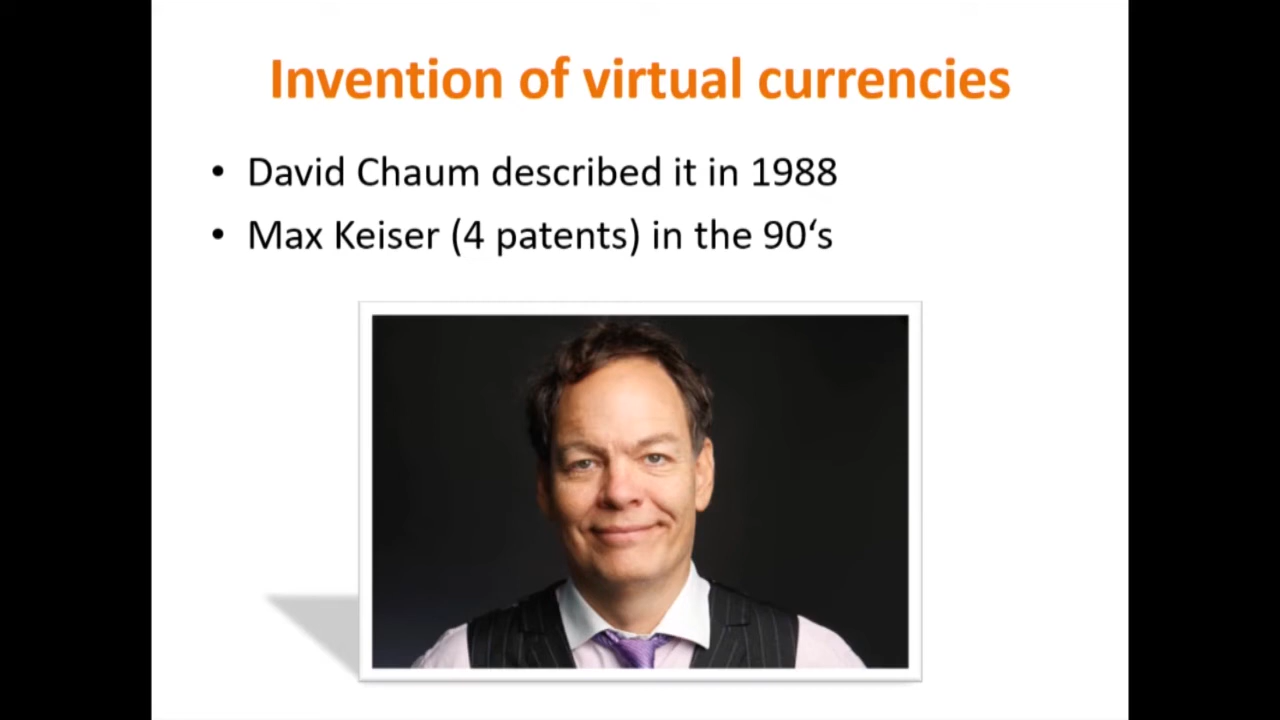 Invention of virtual currencies
• David Chaum described it in 1988
• Max Keiser (4 patents) in the 90‘s